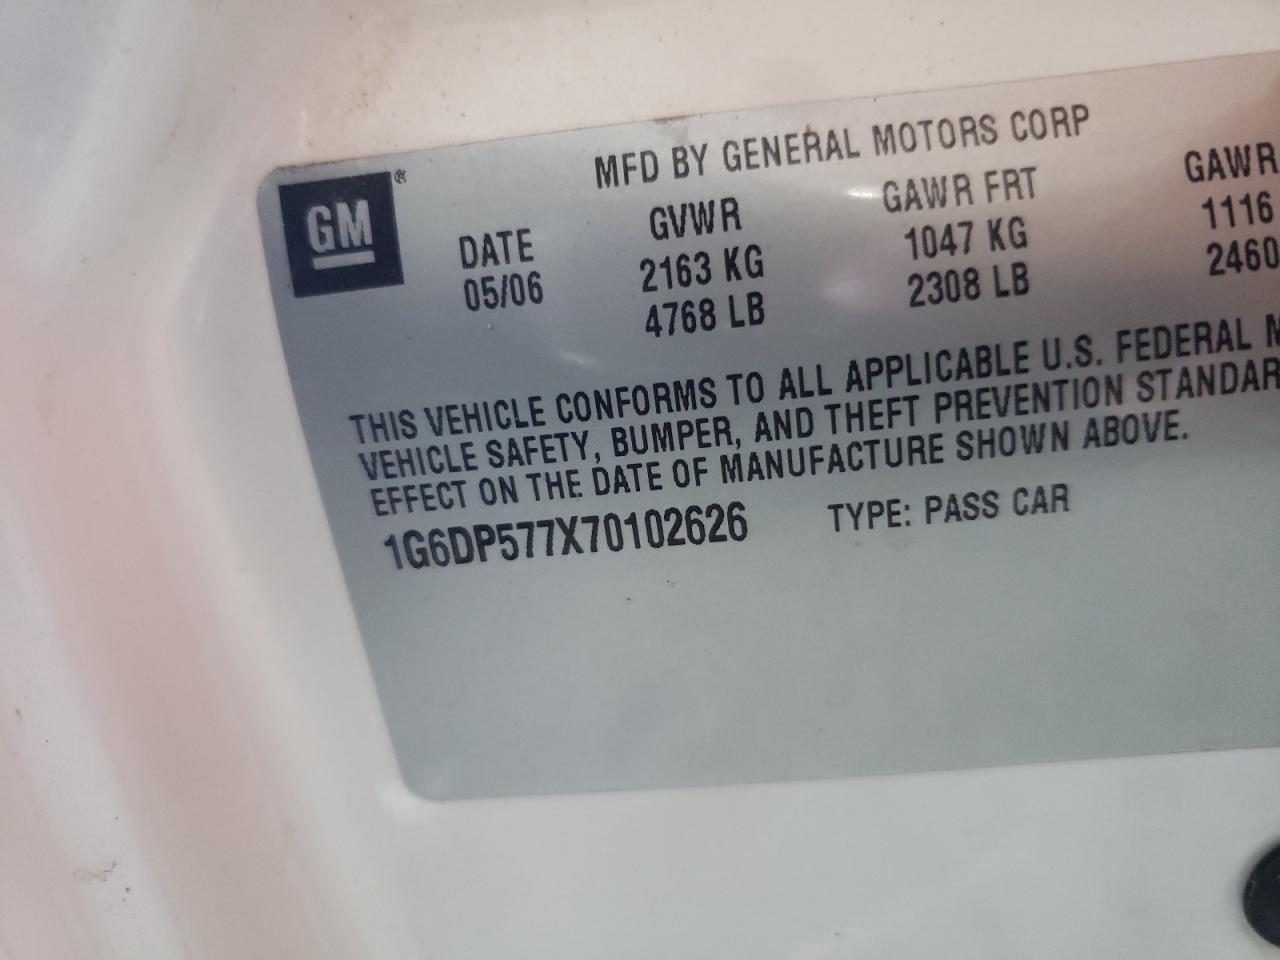 MFD BY GENERAL MOTORS CORP
GM ®
DATE GVWR GAWR FRT GAWR
05/06 2163 KG 1047 KG 1116
4768 LB 2308 LB 2460
THIS VEHICLE CONFORMS TO ALL APPLICABLE U.S. FEDERAL
VEHICLE SAFETY, BUMPER, AND THEFT PREVENTION STANDAR
EFFECT ON THE DATE OF MANUFACTURE SHOWN ABOVE.
1G6DP577X70102626 TYPE: PASS CAR